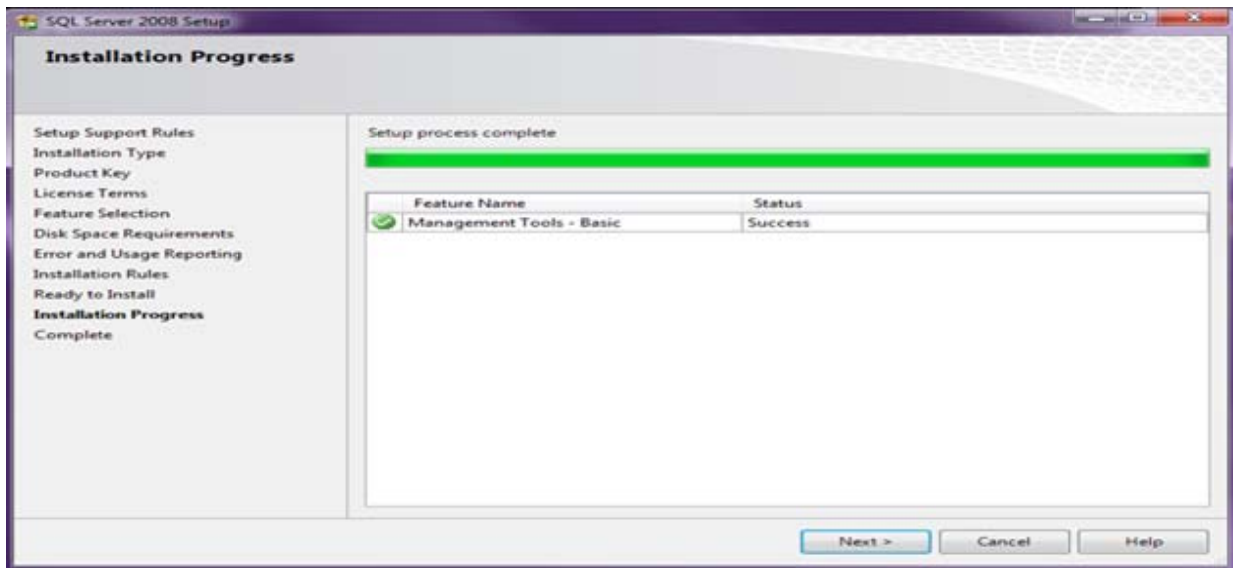 SQL Server 2008 Setup
Installation Progress
Setup Support Rules
Installation Type
Product Key
License Terms
Feature Selection
Disk Space Requirements
Error and Usage Reporting
Installation Rules
Ready to Install
Installation Progress
Complete
Setup process complete
Feature Name Status
Management Tools - Basic Success
Next > Cancel Help